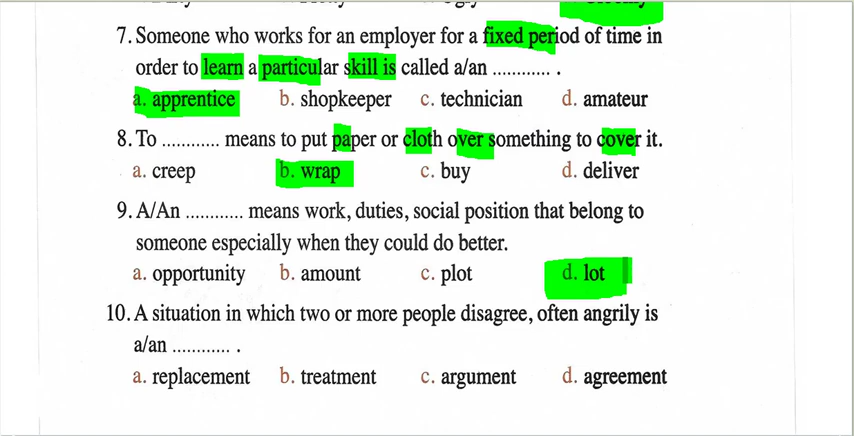 7. Someone who works for an employer for a fixed period of time in
order to learn a particular skill is called a/an ............ .
a. apprentice b. shopkeeper c. technician d. amateur
8. To ............ means to put paper or cloth over something to cover it.
a. creep b. wrap c. buy d. deliver
9. A/An ............ means work, duties, social position that belong to
someone especially when they could do better.
a. opportunity b. amount c. plot d. lot
10. A situation in which two or more people disagree, often angrily is
a/an ............ .
a. replacement b. treatment c. argument d. agreement